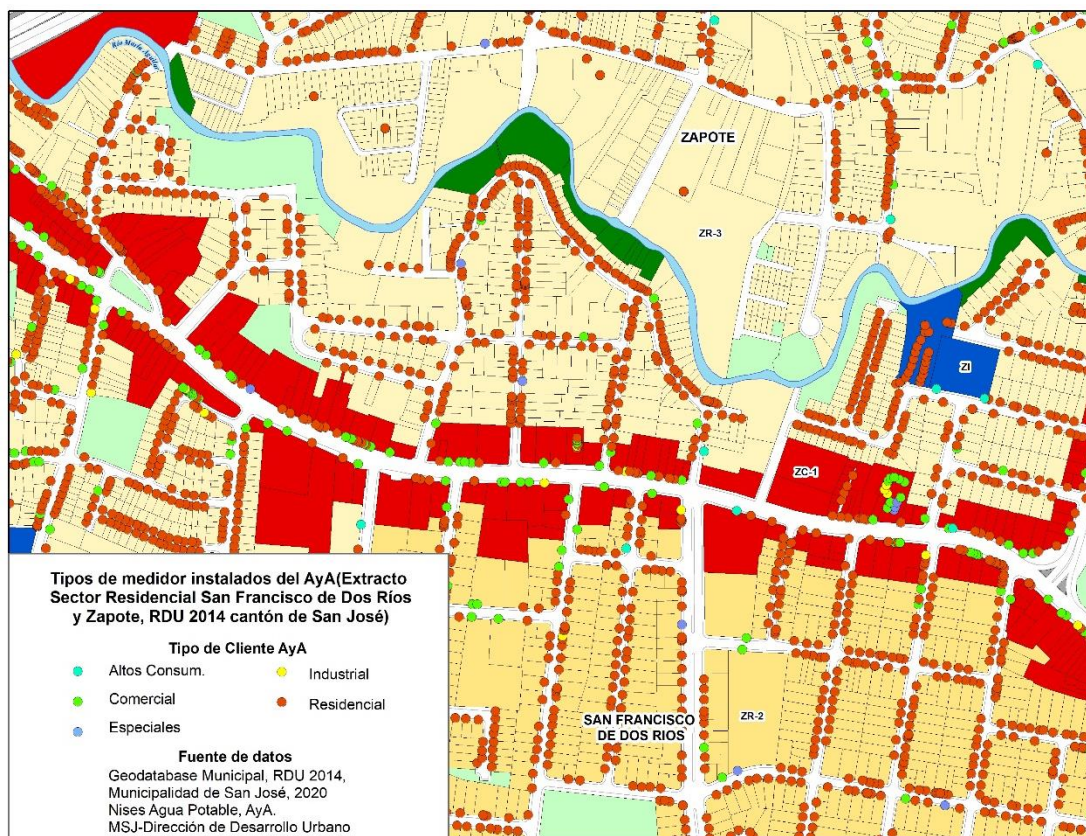 Río María Aguilar
ZAPOTE
ZR-3
ZI
ZC-1
Tipos de medidor instalados del AyA(Extracto
Sector Residencial San Francisco de Dos Ríos
y Zapote, RDU 2014 cantón de San José)
Tipo de Cliente AyA
Altos Consum.
Industrial
Comercial
Residencial
Especiales
SAN FRANCISCO
DE DOS RIOS
ZR-2
Fuente de datos
Geodatabase Municipal, RDU 2014,
Municipalidad de San José, 2020
Nises Agua Potable, AyA.
MSJ-Dirección de Desarrollo Urbano